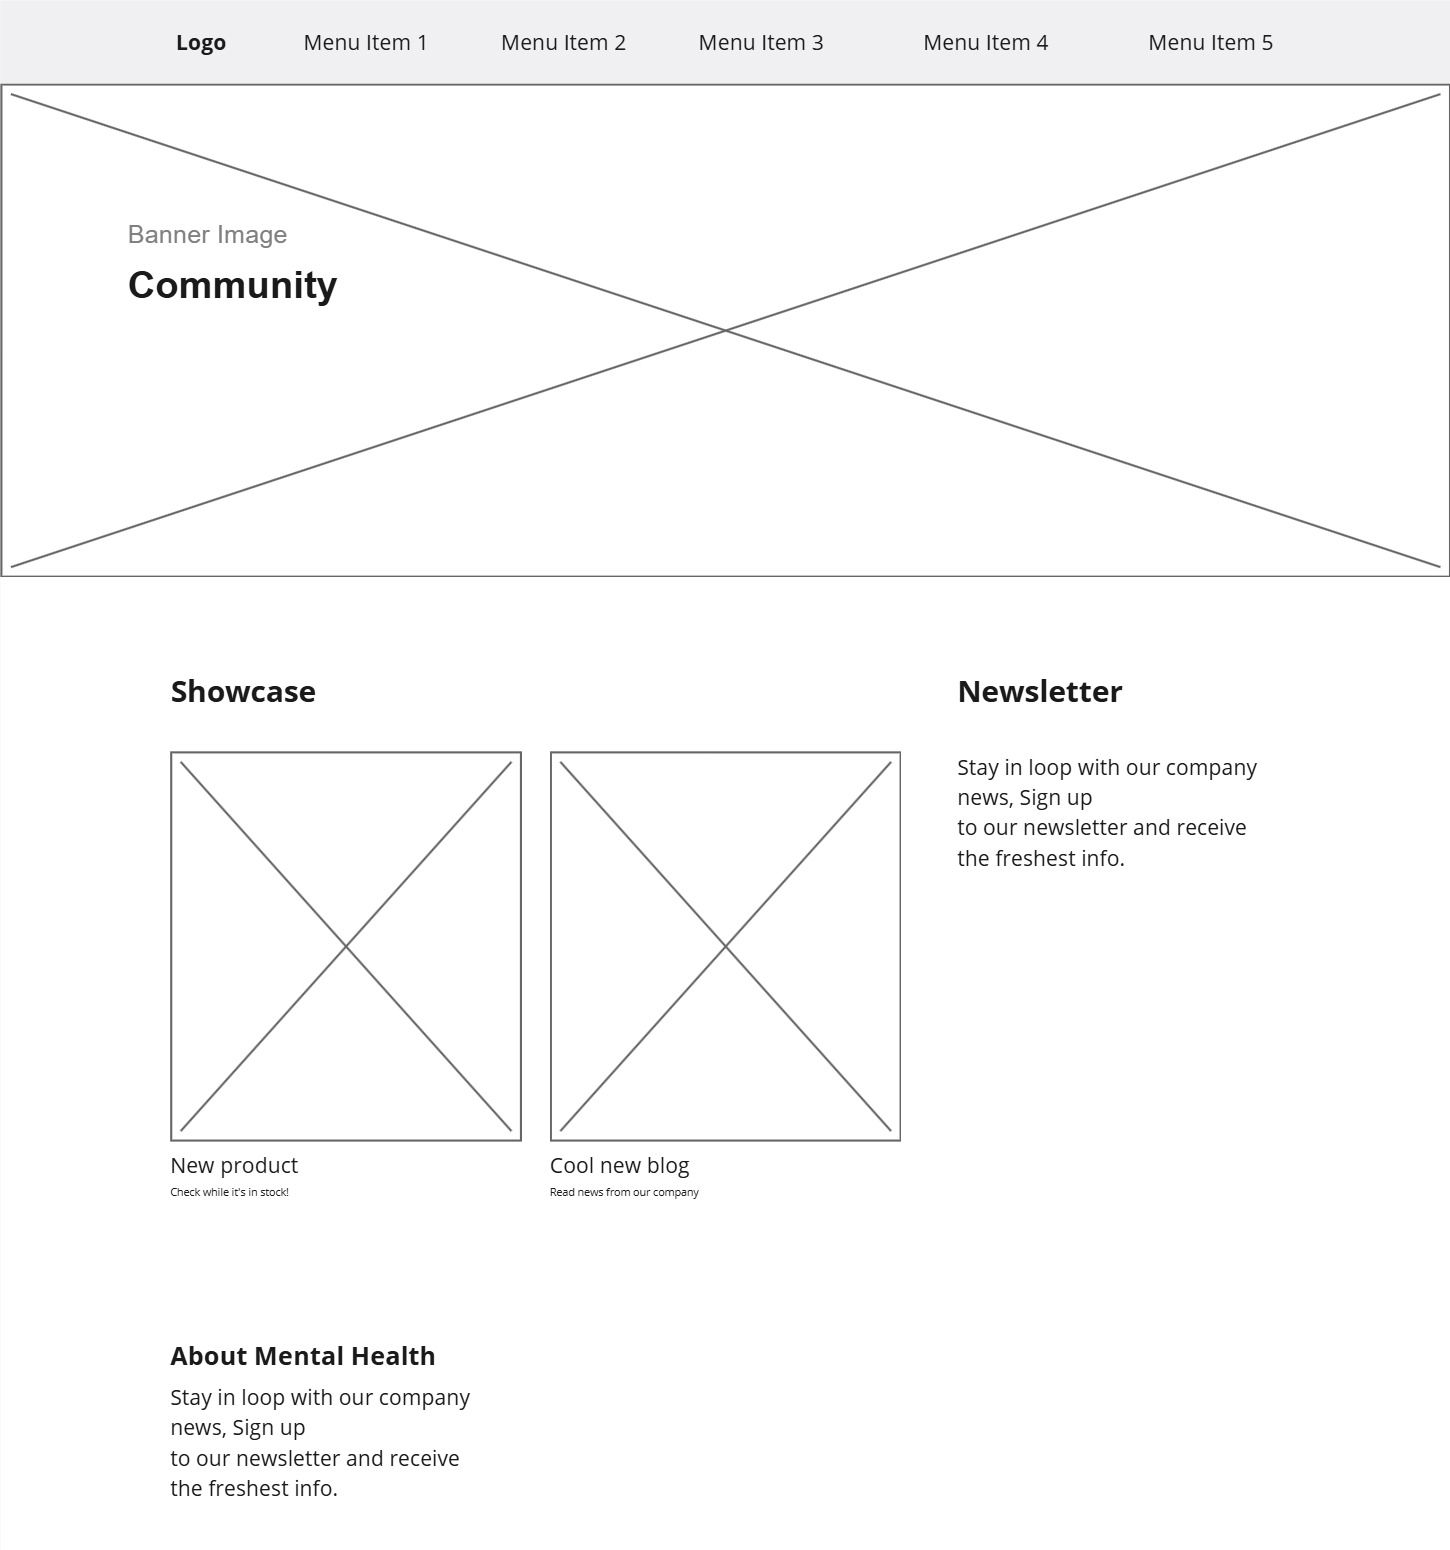 Logo Menu Item 1 Menu Item 2 Menu Item 3 Menu Item 4 Menu Item 5
Banner Image
Community
Showcase
New product
Check while it's in stock!
Cool new blog
Read news from our company
Newsletter
Stay in loop with our company
news, Sign up
to our newsletter and receive
the freshest info.
About Mental Health
Stay in loop with our company
news, Sign up
to our newsletter and receive
the freshest info.